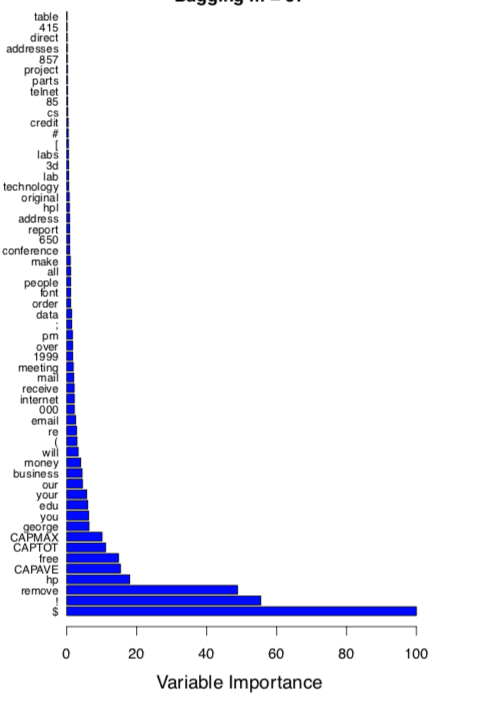 table
415
direct
addresses
857
project
parts
telnet
85
cs
credit
#
[
labs
3d
lab
technology
original
hpl
address
report
650
conference
make
all
people
font
order
data
;
pm
over
1999
meeting
mail
receive
internet
000
email
re
(
will
money
business
our
your
edu
you
george
CAPMAX
CAPTOT
free
CAPAVE
hp
remove
!
$
0 20 40 60 80 100
Variable Importance